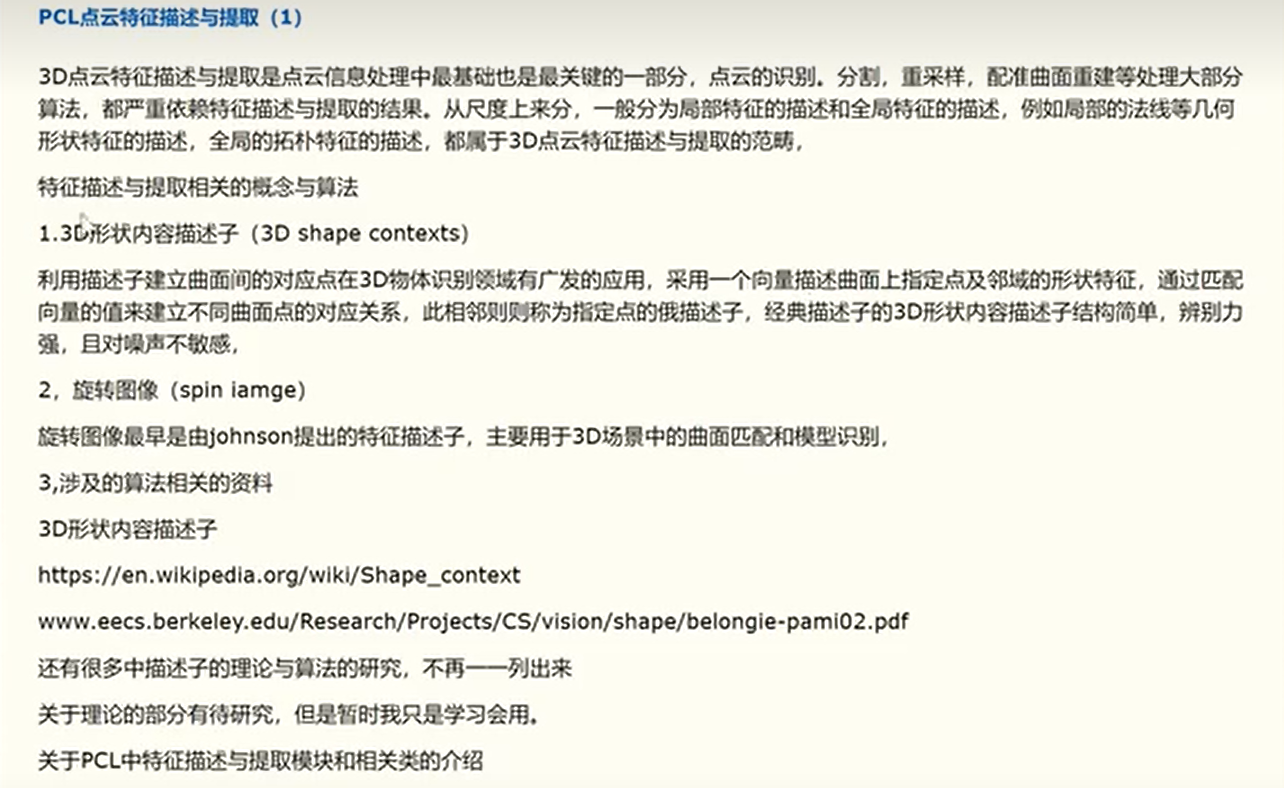 PCL点云特征描述与提取（1）
3D点云特征描述与提取是点云信息处理中最基础也是最关键的一部分，点云的识别。分割，重采样，配准曲面重建等处理大部分
算法，都严重依赖特征描述与提取的结果。从尺度上来分，一般分为局部特征的描述和全局特征的描述，例如局部的法线等几何
形状特征的描述，全局的拓朴特征的描述，都属于3D点云特征描述与提取的范畴，
特征描述与提取相关的概念与算法
1.3D形状内容描述子（3D shape contexts）
利用描述子建立曲面间的对应点在3D物体识别领域有广发的应用，采用一个向量描述曲面上指定点及邻域的形状特征，通过匹配
向量的值来建立不同曲面点的对应关系，此相邻则则称为指定点的俄描述子，经典描述子的3D形状内容描述子结构简单，辨别力
强，且对噪声不敏感，
2，旋转图像（spin iamge）
旋转图像最早是由johnson提出的特征描述子，主要用于3D场景中的曲面匹配和模型识别，
3,涉及的算法相关的资料
3D形状内容描述子
https://en.wikipedia.org/wiki/Shape_context
www.eecs.berkeley.edu/Research/Projects/CS/vision/shape/belongie-pami02.pdf
还有很多中描述子的理论与算法的研究，不再一一列出来
关于理论的部分有待研究，但是暂时我只是学习会用。
关于PCL中特征描述与提取模块和相关类的介绍